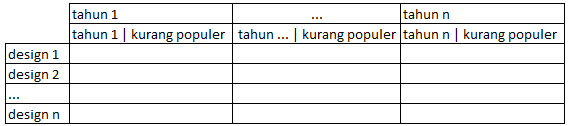 tahun 1 ... tahun n
tahun 1 | kurang populer tahun ... | kurang populer tahun n | kurang populer
design 1
design 2
...
design n